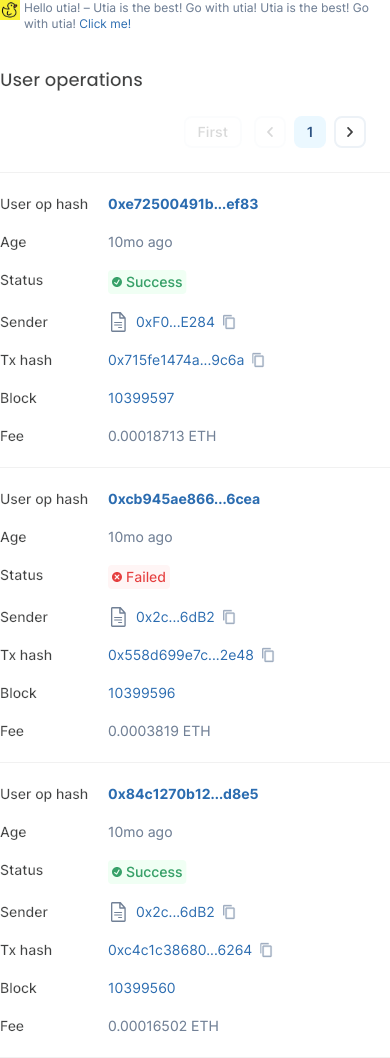 Hello utia! – Utia is the best! Go with utia! Utia is the best! Go
with utia! Click me!
User operations
First
1
User op hash 0xe72500491b...ef83
Age 10mo ago
Status Success
Sender 0xF0...E284
Tx hash 0x715fe1474a...9c6a
Block 10399597
Fee 0.00018713 ETH
User op hash 0xcb945ae866...6cea
Age 10mo ago
Status Failed
Sender 0x2c...6dB2
Tx hash 0x558d699e7c...2e48
Block 10399596
Fee 0.0003819 ETH
User op hash 0x84c1270b12...d8e5
Age 10mo ago
Status Success
Sender 0x2c...6dB2
Tx hash 0xc4c1c38680...6264
Block 10399560
Fee 0.00016502 ETH